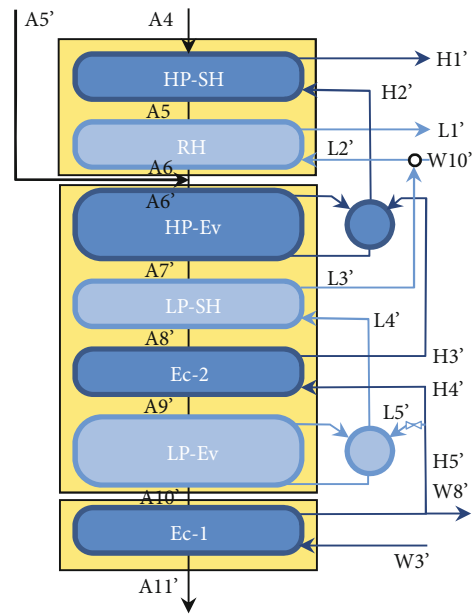 A5’ A4
HP-SH H1’
H2’
A5
RH L1’
L2’ W10’
A6
A6’
HP-Ev
A7’
LP-SH L3’
L4’
A8’
H3’
Ec-2
H4’
A9’
L5’
LP-Ev
H5’
A10’ W8’
Ec-1
W3’
A11’